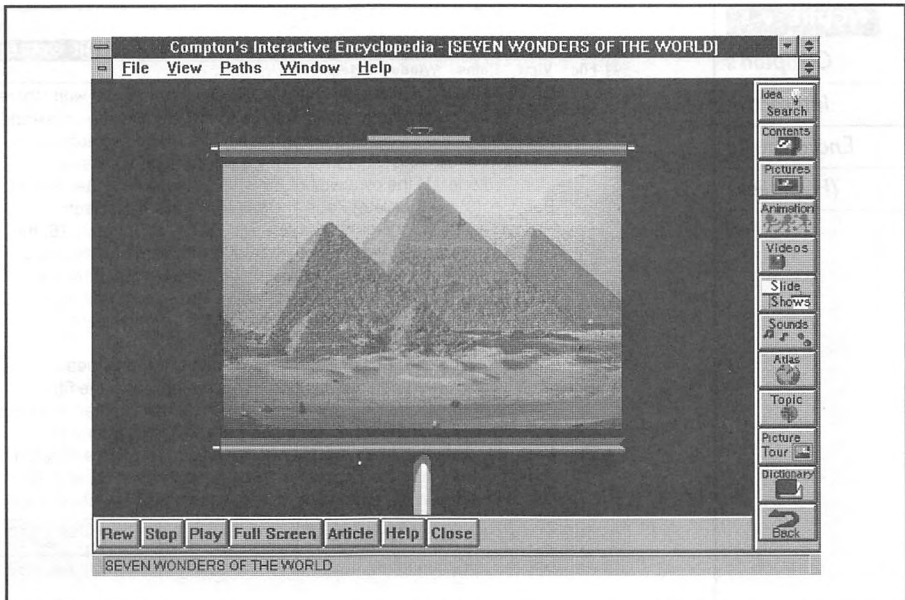 Compton's Interactive Encyclopedia - [SEVEN WONDERS OF THE WORLD]
File View Paths Window Help
Idea
Search
Contents
Pictures
Animation
Videos
Slide
Shows
Sounds
Atlas
Topic
Picture
Tour
Dictionary
Back
Rew Stop Play Full Screen Article Help Close
SEVEN WONDERS OF THE WORLD